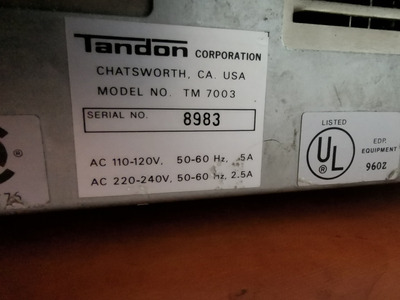 Tandon CORPORATION
CHATSWORTH, CA. USA
MODEL NO. TM 7003
SERIAL NO. 8983
AC 110-120V, 50-60 Hz, 5A
AC 220-240V, 50-60 Hz, 2.5A
LISTED
UL
EDP.
EQUIPMENT
960Z